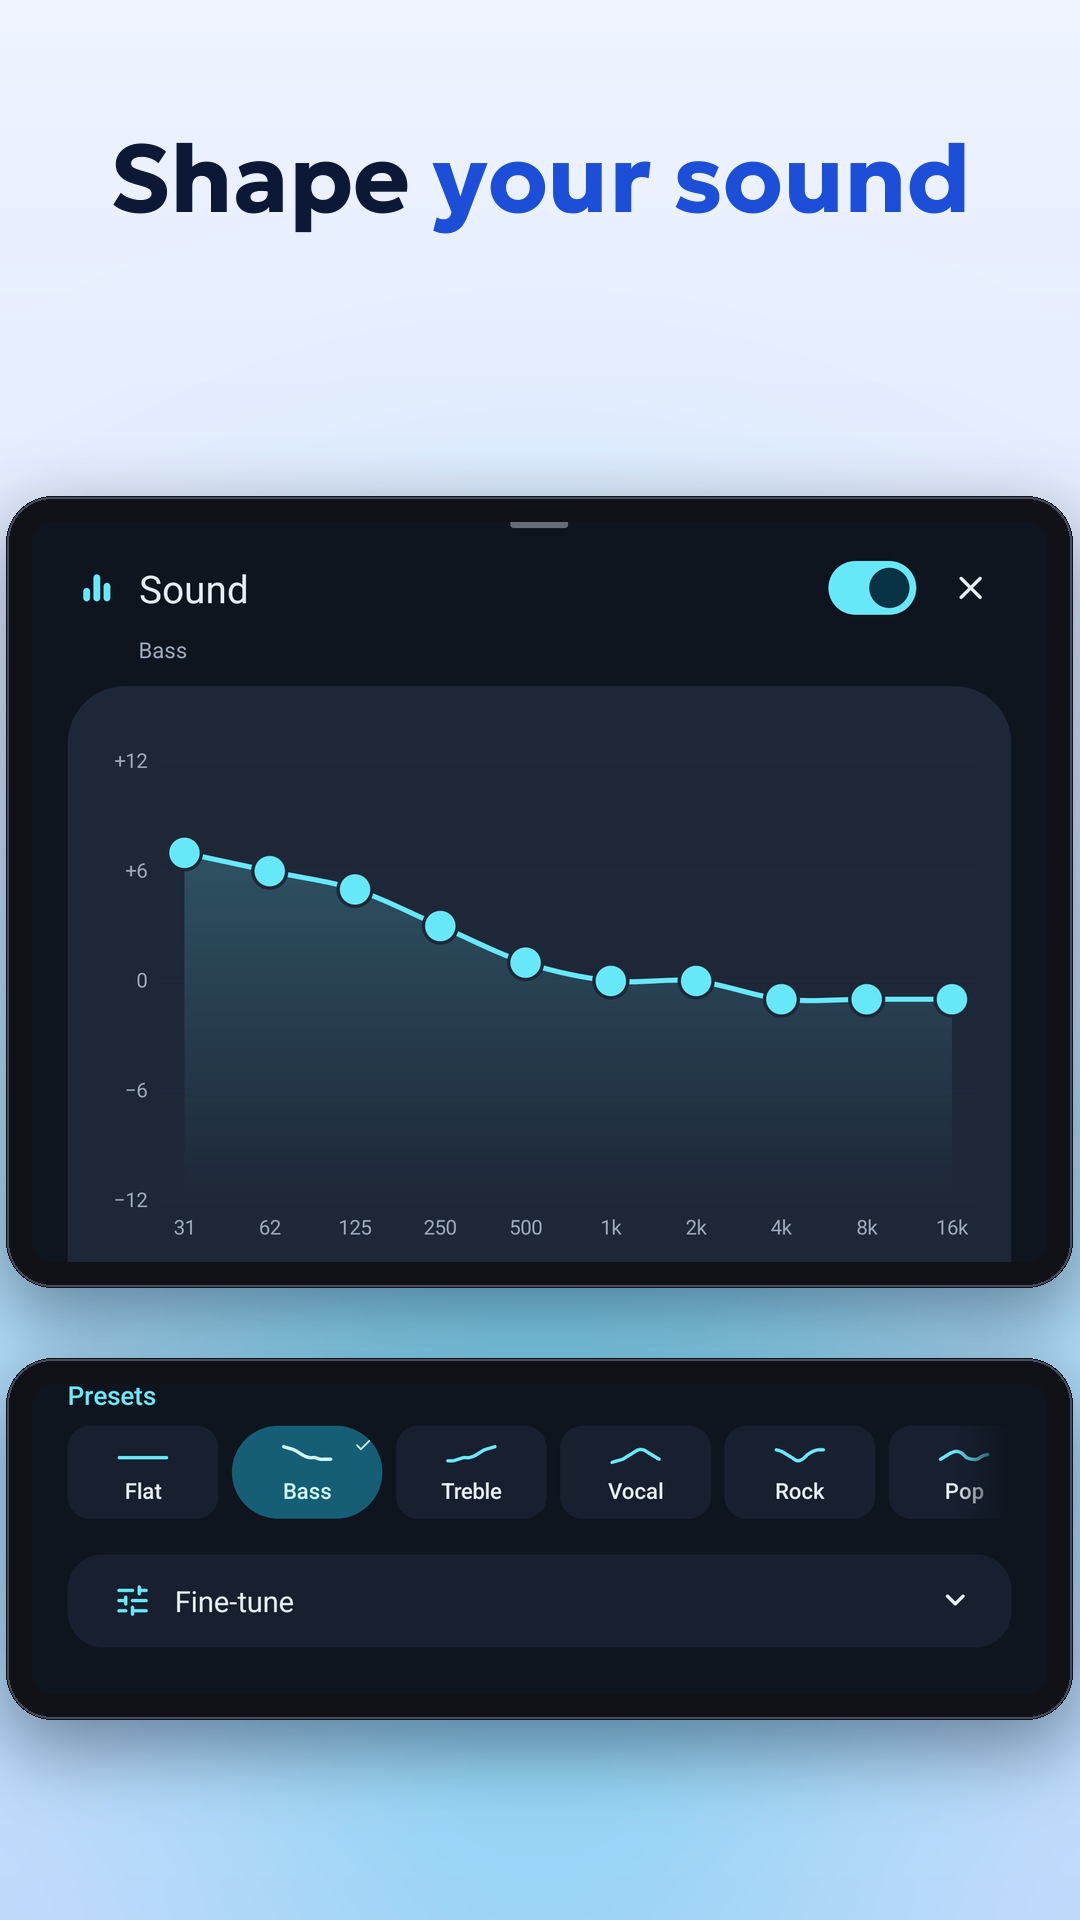 Shape your sound
Sound
Bass
+12
+6
0
−6
−12
31 62 125 250 500 1k 2k 4k 8k 16k
Presets
Flat Bass Treble Vocal Rock Pop
Fine-tune